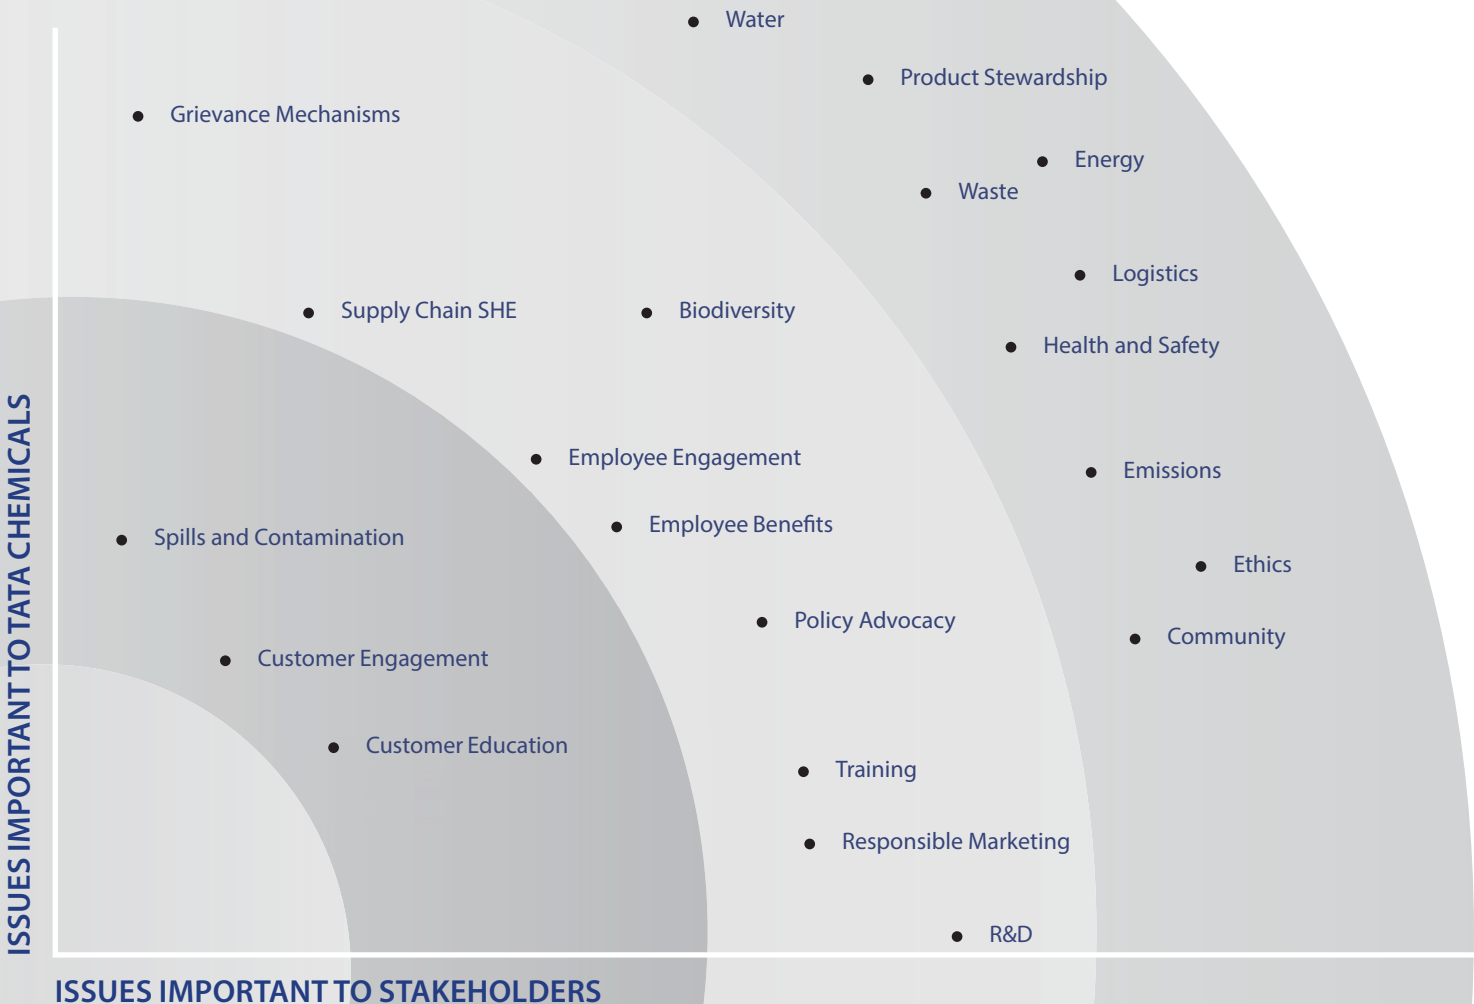 Water
Product Stewardship
Grievance Mechanisms
Energy
Waste
Logistics
Supply Chain SHE
Biodiversity
Health and Safety
Employee Engagement
Emissions
Employee Benefits
Spills and Contamination
Ethics
Policy Advocacy
Community
Customer Engagement
Customer Education
Training
Responsible Marketing
R&D
ISSUES IMPORTANT TO TATA CHEMICALS
ISSUES IMPORTANT TO STAKEHOLDERS